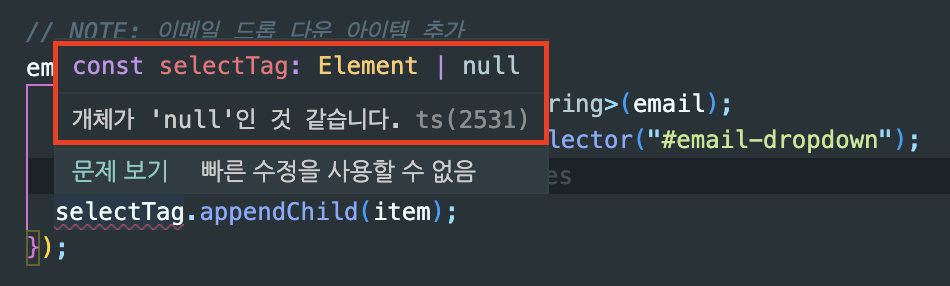 // NOTE: 이메일 드롭 다유 아이템 추가
em
const selectTag: Element | null
ring>(email);
개체가 'null'인 것 같습니다. ts(2531)
lector("#email-dropdown");
문제 보기 빠른 수정을 사용할 수 없음
es
selectTag.appendChild(item);
});